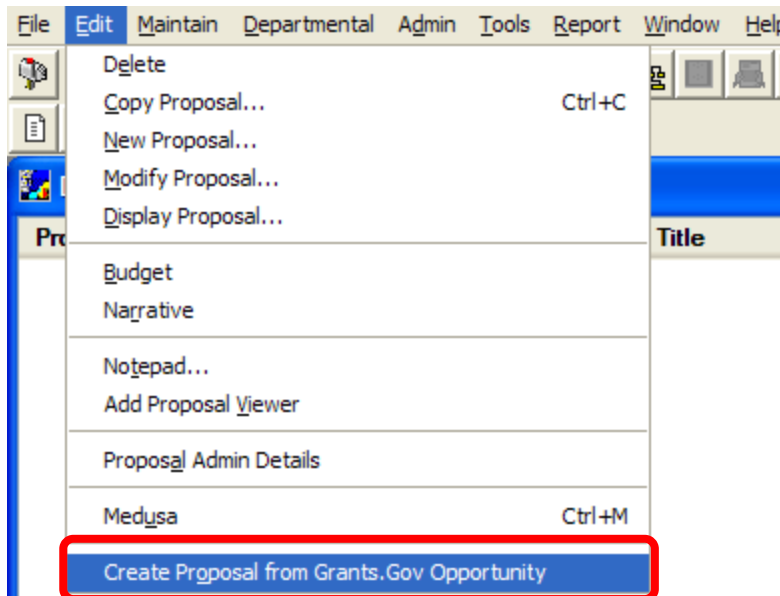 File Edit Maintain Departmental Admin Tools Report Window
Delete
Copy Proposal... Ctrl+C
New Proposal...
Modify Proposal...
Display Proposal...
Title
Budget
Narrative
Notepad...
Add Proposal Viewer
Proposal Admin Details
Medusa Ctrl+M
Create Proposal from Grants.Gov Opportunity